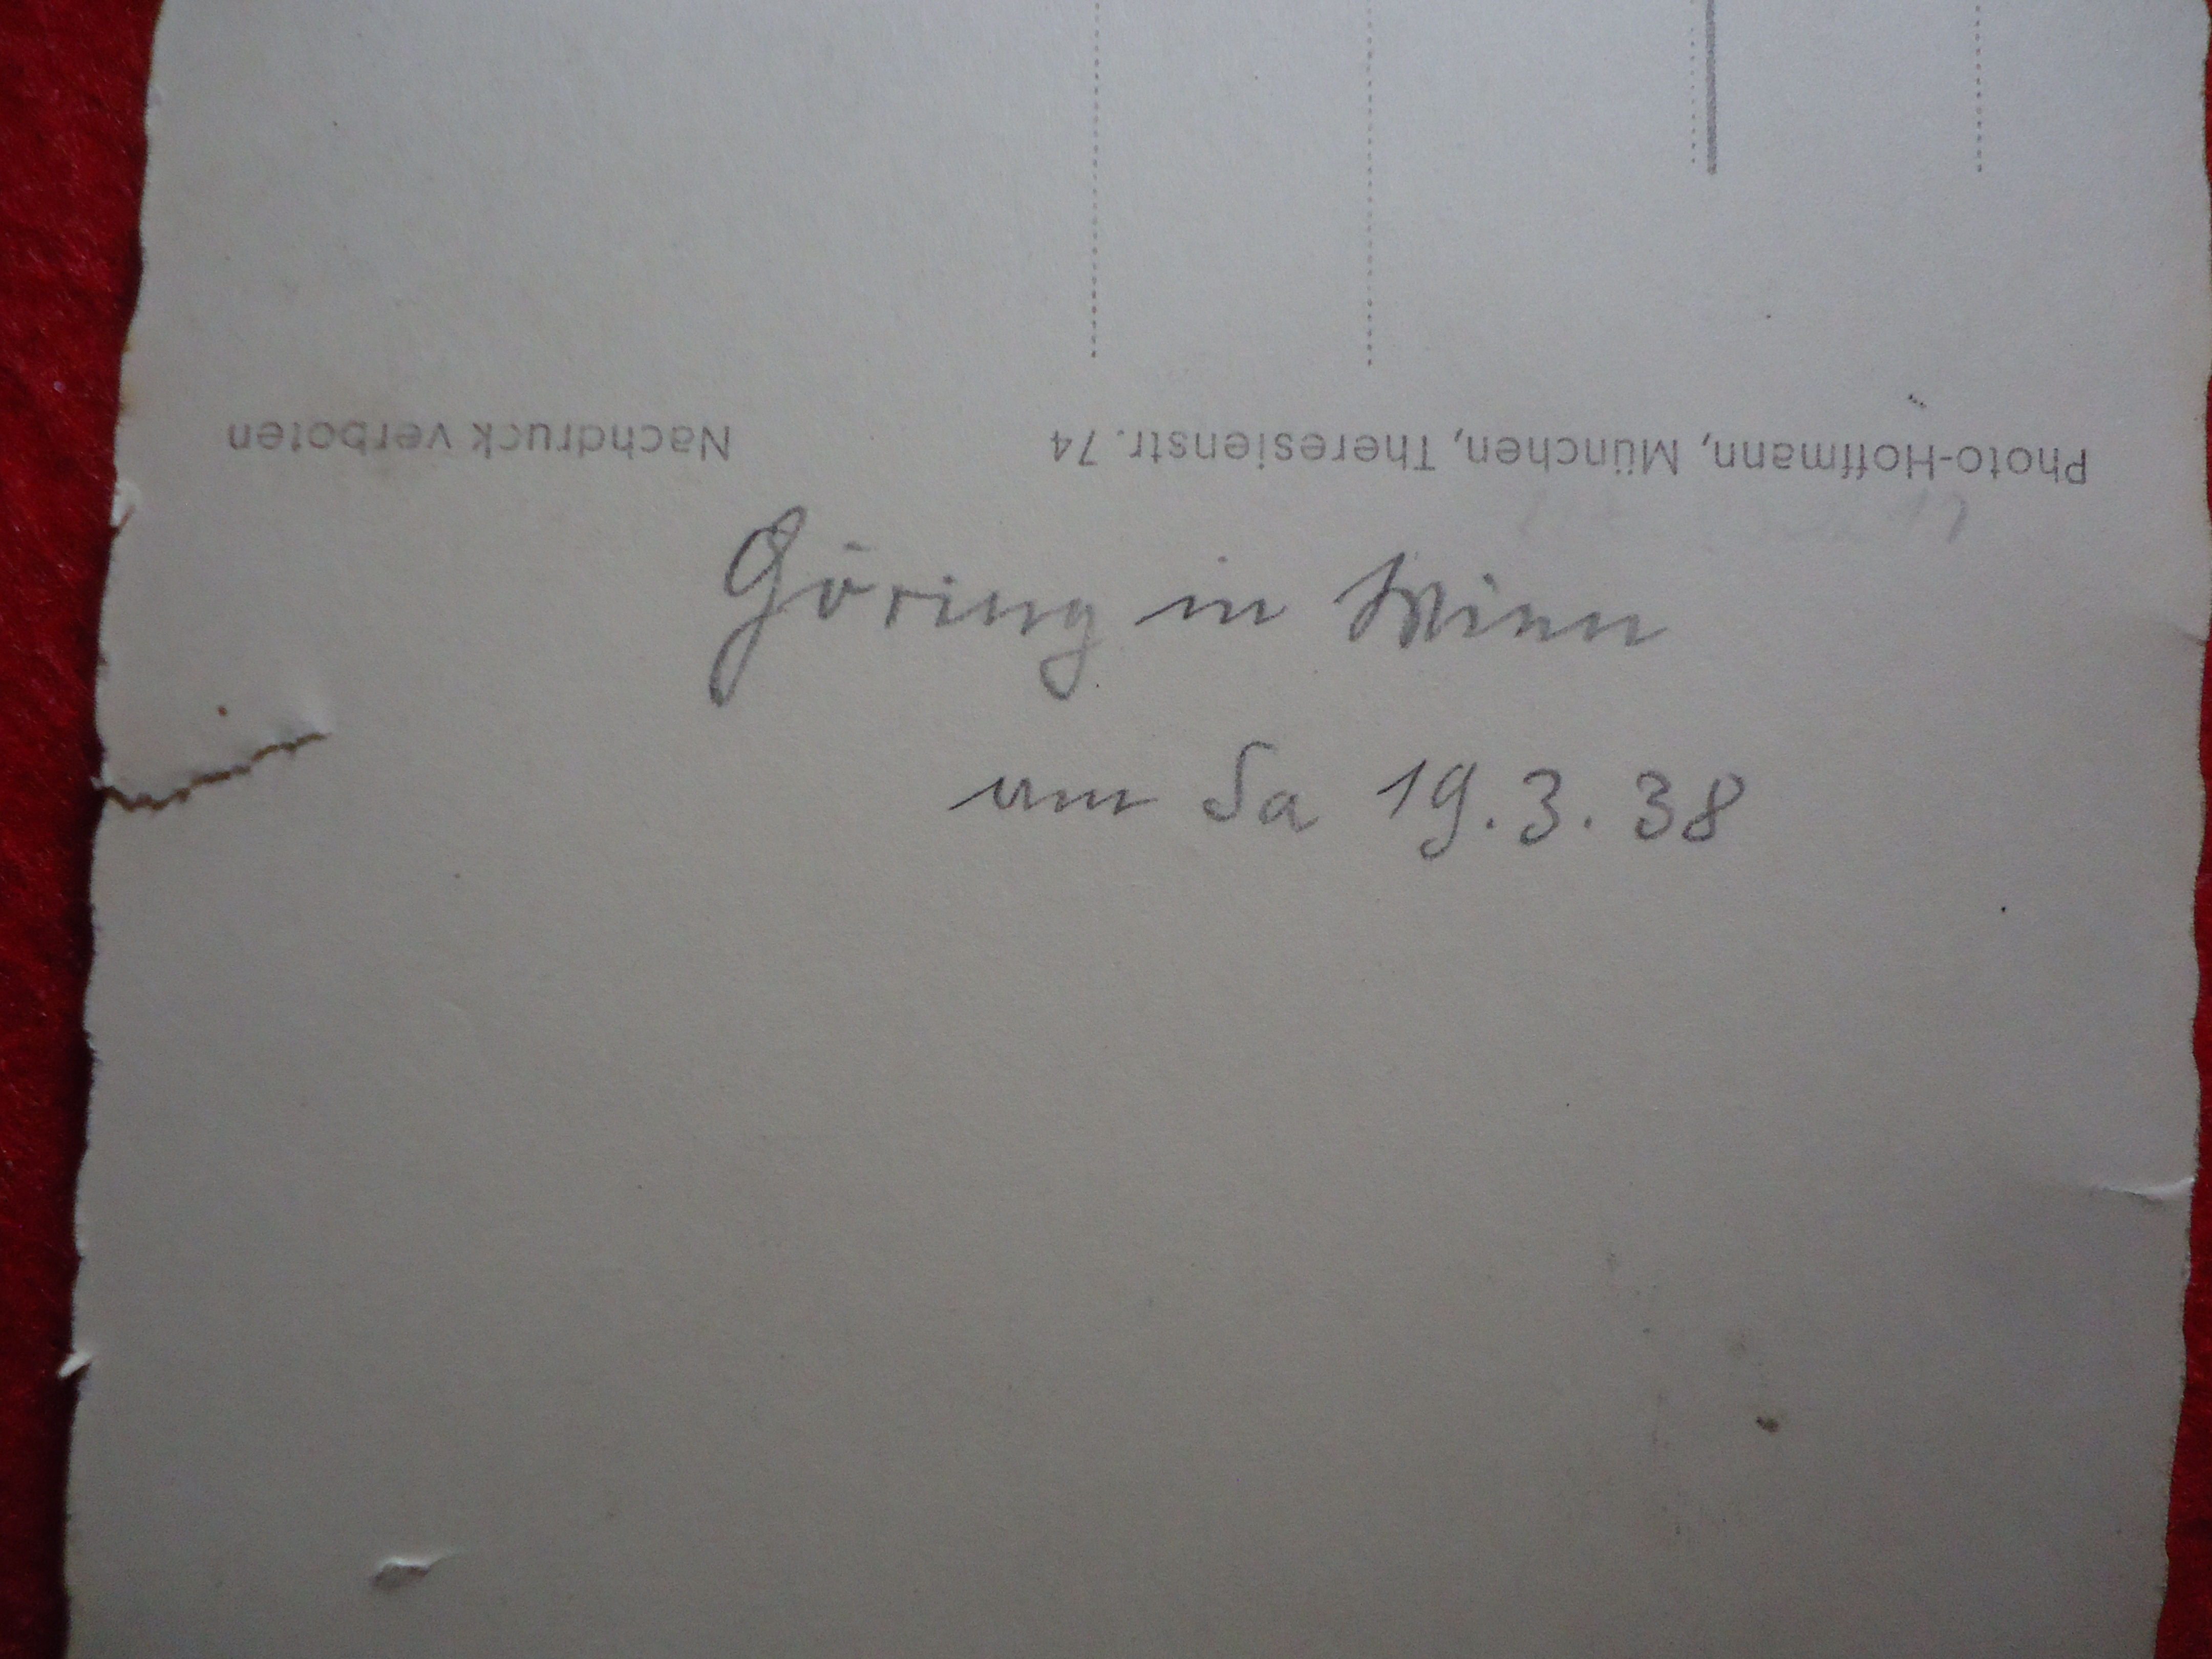 Photo-Hoffmann, München, Theresienstr. 74 Nachdruck verboten
Göring in Wien
am Sa 19.3.38